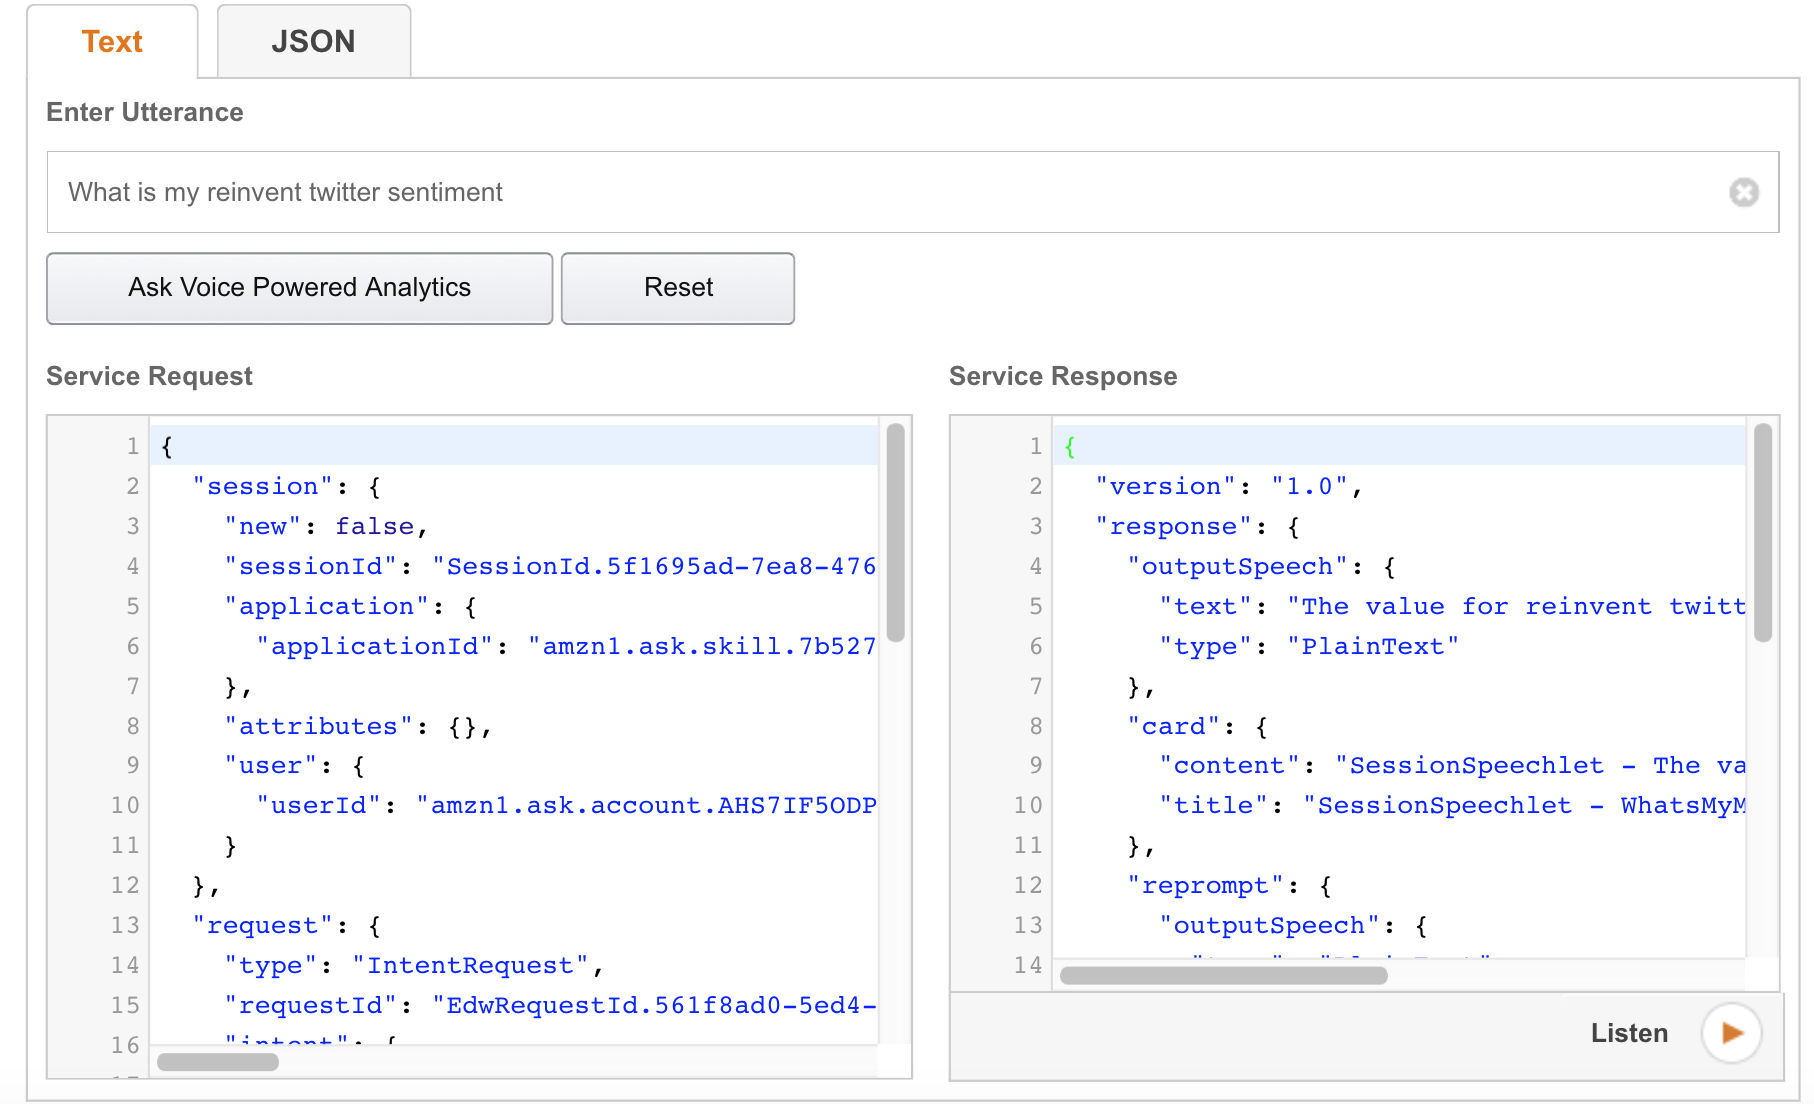 Text
JSON
Enter Utterance
What is my reinvent twitter sentiment
Ask Voice Powered Analytics
Reset
Service Request
1 {
2 "session": {
3 "new": false,
4 "sessionId": "SessionId.5f1695ad-7ea8-476
5 "application": {
6 "applicationId": "amzn1.ask.skill.7b527
7 },
8 "attributes": {},
9 "user": {
10 "userId": "amzn1.ask.account.AHS7IF5ODP
11 }
12 },
13 "request": {
14 "type": "IntentRequest",
15 "requestId": "EdwRequestId.561f8ad0-5ed4-
16 "intent": {
Service Response
1 {
2 "version": "1.0",
3 "response": {
4 "outputSpeech": {
5 "text": "The value for reinvent twitt
6 "type": "PlainText"
7 },
8 "card": {
9 "content": "SessionSpeechlet - The va
10 "title": "SessionSpeechlet - WhatsMyM
11 },
12 "reprompt": {
13 "outputSpeech": {
14
Listen